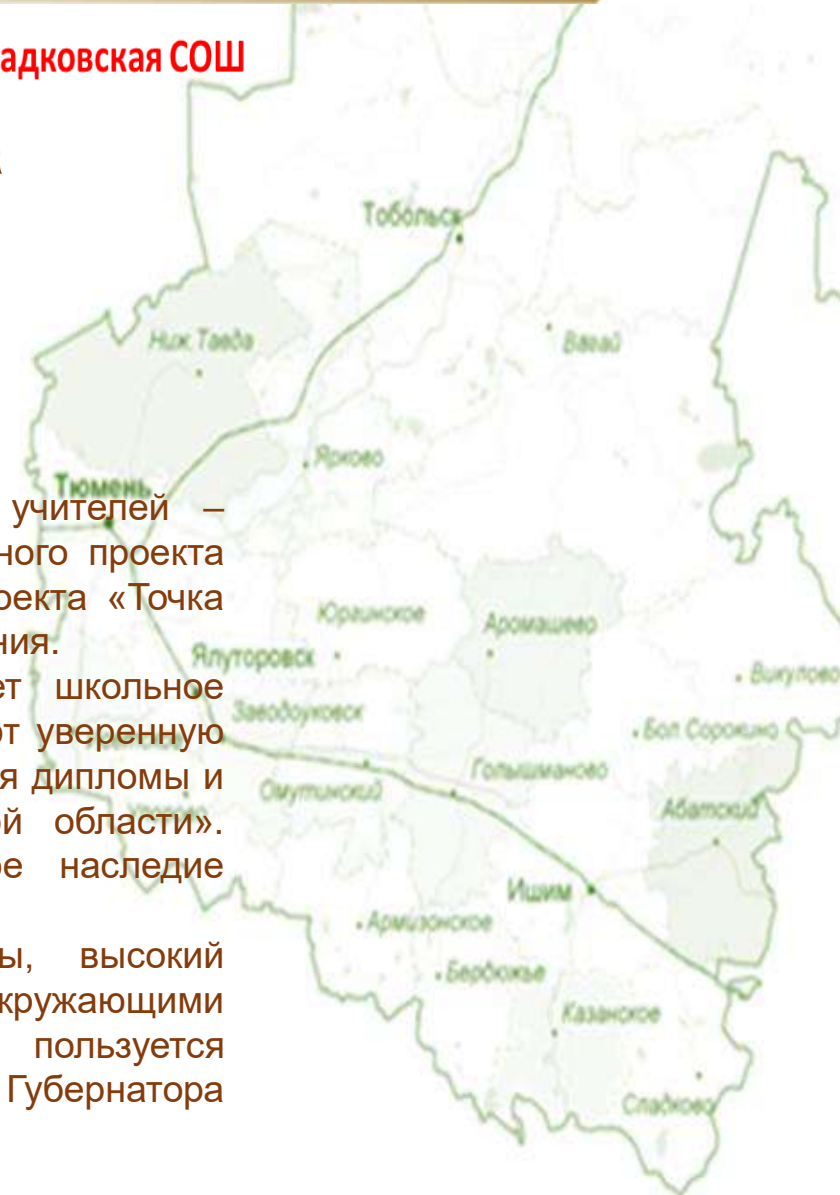 адковская СОШ
Тобольск
Ниж Тавда
Вагай
Ярково
Тюмень
учителей –
ного проекта
оекта «Точка
ния.
Юргинское
Аромашево
Ялуторовск
Викулово
ет школьное
Заводоуковск
от уверенную
Бол Сорокино
я дипломы и
Голышманово
Омутинский
й области».
Абатский
ое наследие
Ишим
Армизонское
ы, высокий
Бердюжье
кружающими
Казанское
пользуется
Губернатора
Сладково